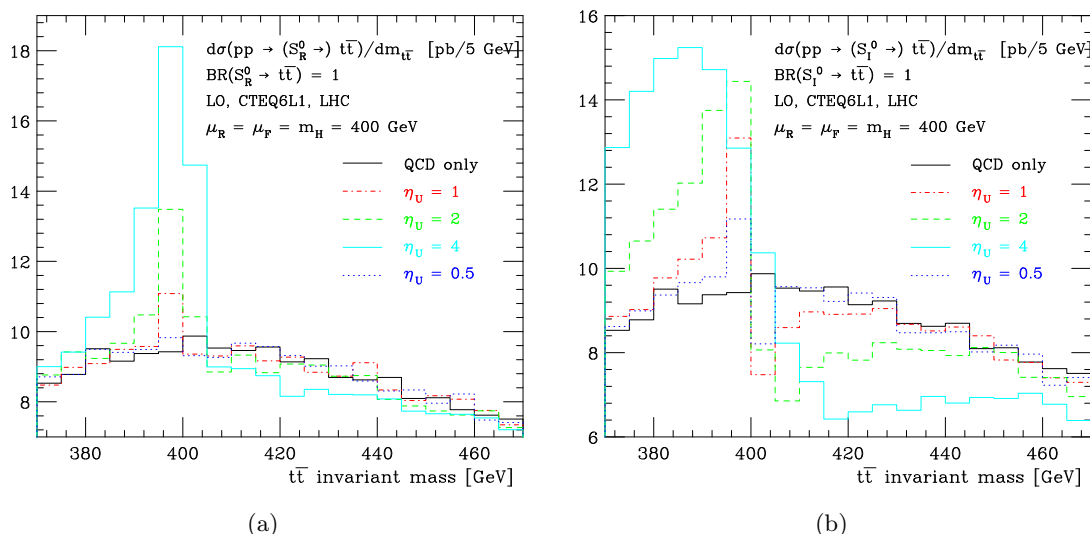 dσ(pp → (S_R^0 →) tt̅)/dm_tt̅ [pb/5 GeV]
BR(S_R^0 → tt̅) = 1
LO, CTEQ6L1, LHC
μ_R = μ_F = m_H = 400 GeV
QCD only
η_U = 1
η_U = 2
η_U = 4
η_U = 0.5
18
16
14
12
10
8
380 400 420 440 460
tt̅ invariant mass [GeV]
(a)
dσ(pp → (S_I^0 →) tt̅)/dm_tt̅ [pb/5 GeV]
BR(S_I^0 → tt̅) = 1
LO, CTEQ6L1, LHC
μ_R = μ_F = m_H = 400 GeV
QCD only
η_U = 1
η_U = 2
η_U = 4
η_U = 0.5
16
14
12
10
8
6
380 400 420 440 460
tt̅ invariant mass [GeV]
(b)